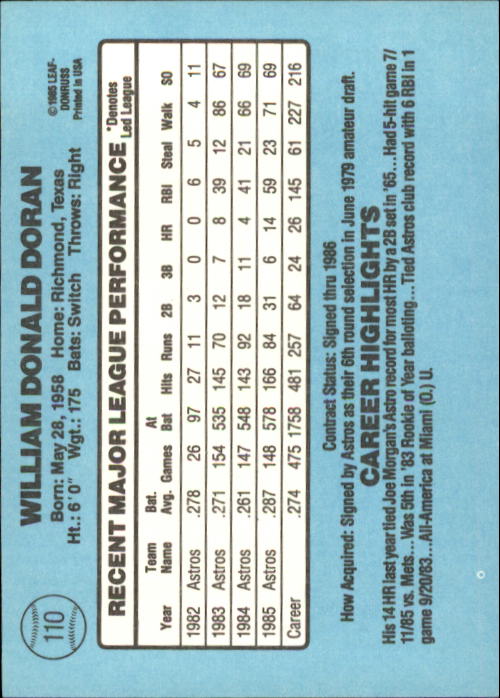 110
WILLIAM DONALD DORAN
Born: May 28, 1958 Home: Richmond, Texas
Ht.: 6'0" Wgt.: 175 Bats: Switch Throws: Right
©1985 LEAF-
DONRUSS
Printed in USA
RECENT MAJOR LEAGUE PERFORMANCE
*Denotes
Led League
Year Team Name Bat. Avg. Games At Bat Hits Runs 2B 3B HR RBI Steal Walk SO
1982 Astros .278 26 97 27 11 3 0 0 6 5 4 11
1983 Astros .271 154 535 145 70 12 7 8 39 12 86 67
1984 Astros .261 147 548 143 92 18 11 4 41 21 66 69
1985 Astros .287 148 578 166 84 31 6 14 59 23 71 69
Career .274 475 1758 481 257 64 24 26 145 61 227 216
Contract Status: Signed thru 1986
How Acquired: Signed by Astros as their 6th round selection in June 1979 amateur draft.
CAREER HIGHLIGHTS
His 14 HR last year tied Joe Morgan's Astro record for most HR by a 2B set in '65...Had 5-hit game 7/
11/85 vs. Mets...Was 5th in '83 Rookie of Year balloting...Tied Astros club record with 6 RBI in 1
game 9/20/83...All-America at Miami (O.) U.